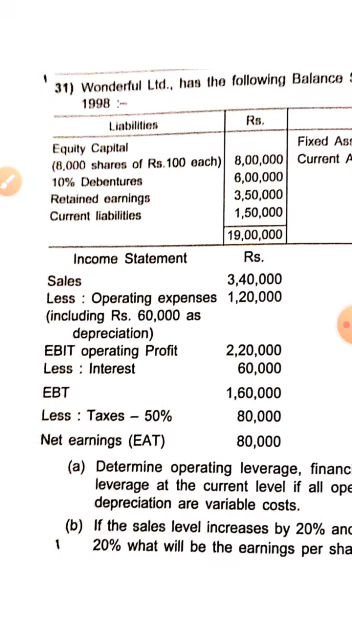 31) Wonderful Ltd., has the following Balance
1998 :-
Liabilities Rs.
Equity Capital Fixed Ass
(8,000 shares of Rs.100 each) 8,00,000 Current A
10% Debentures 6,00,000
Retained earnings 3,50,000
Current liabilities 1,50,000
19,00,000
Income Statement Rs.
Sales 3,40,000
Less : Operating expenses 1,20,000
(including Rs. 60,000 as
depreciation)
EBIT operating Profit 2,20,000
Less : Interest 60,000
EBT 1,60,000
Less : Taxes – 50% 80,000
Net earnings (EAT) 80,000
(a) Determine operating leverage, financ
leverage at the current level if all ope
depreciation are variable costs.
(b) If the sales level increases by 20% and
1 20% what will be the earnings per sha